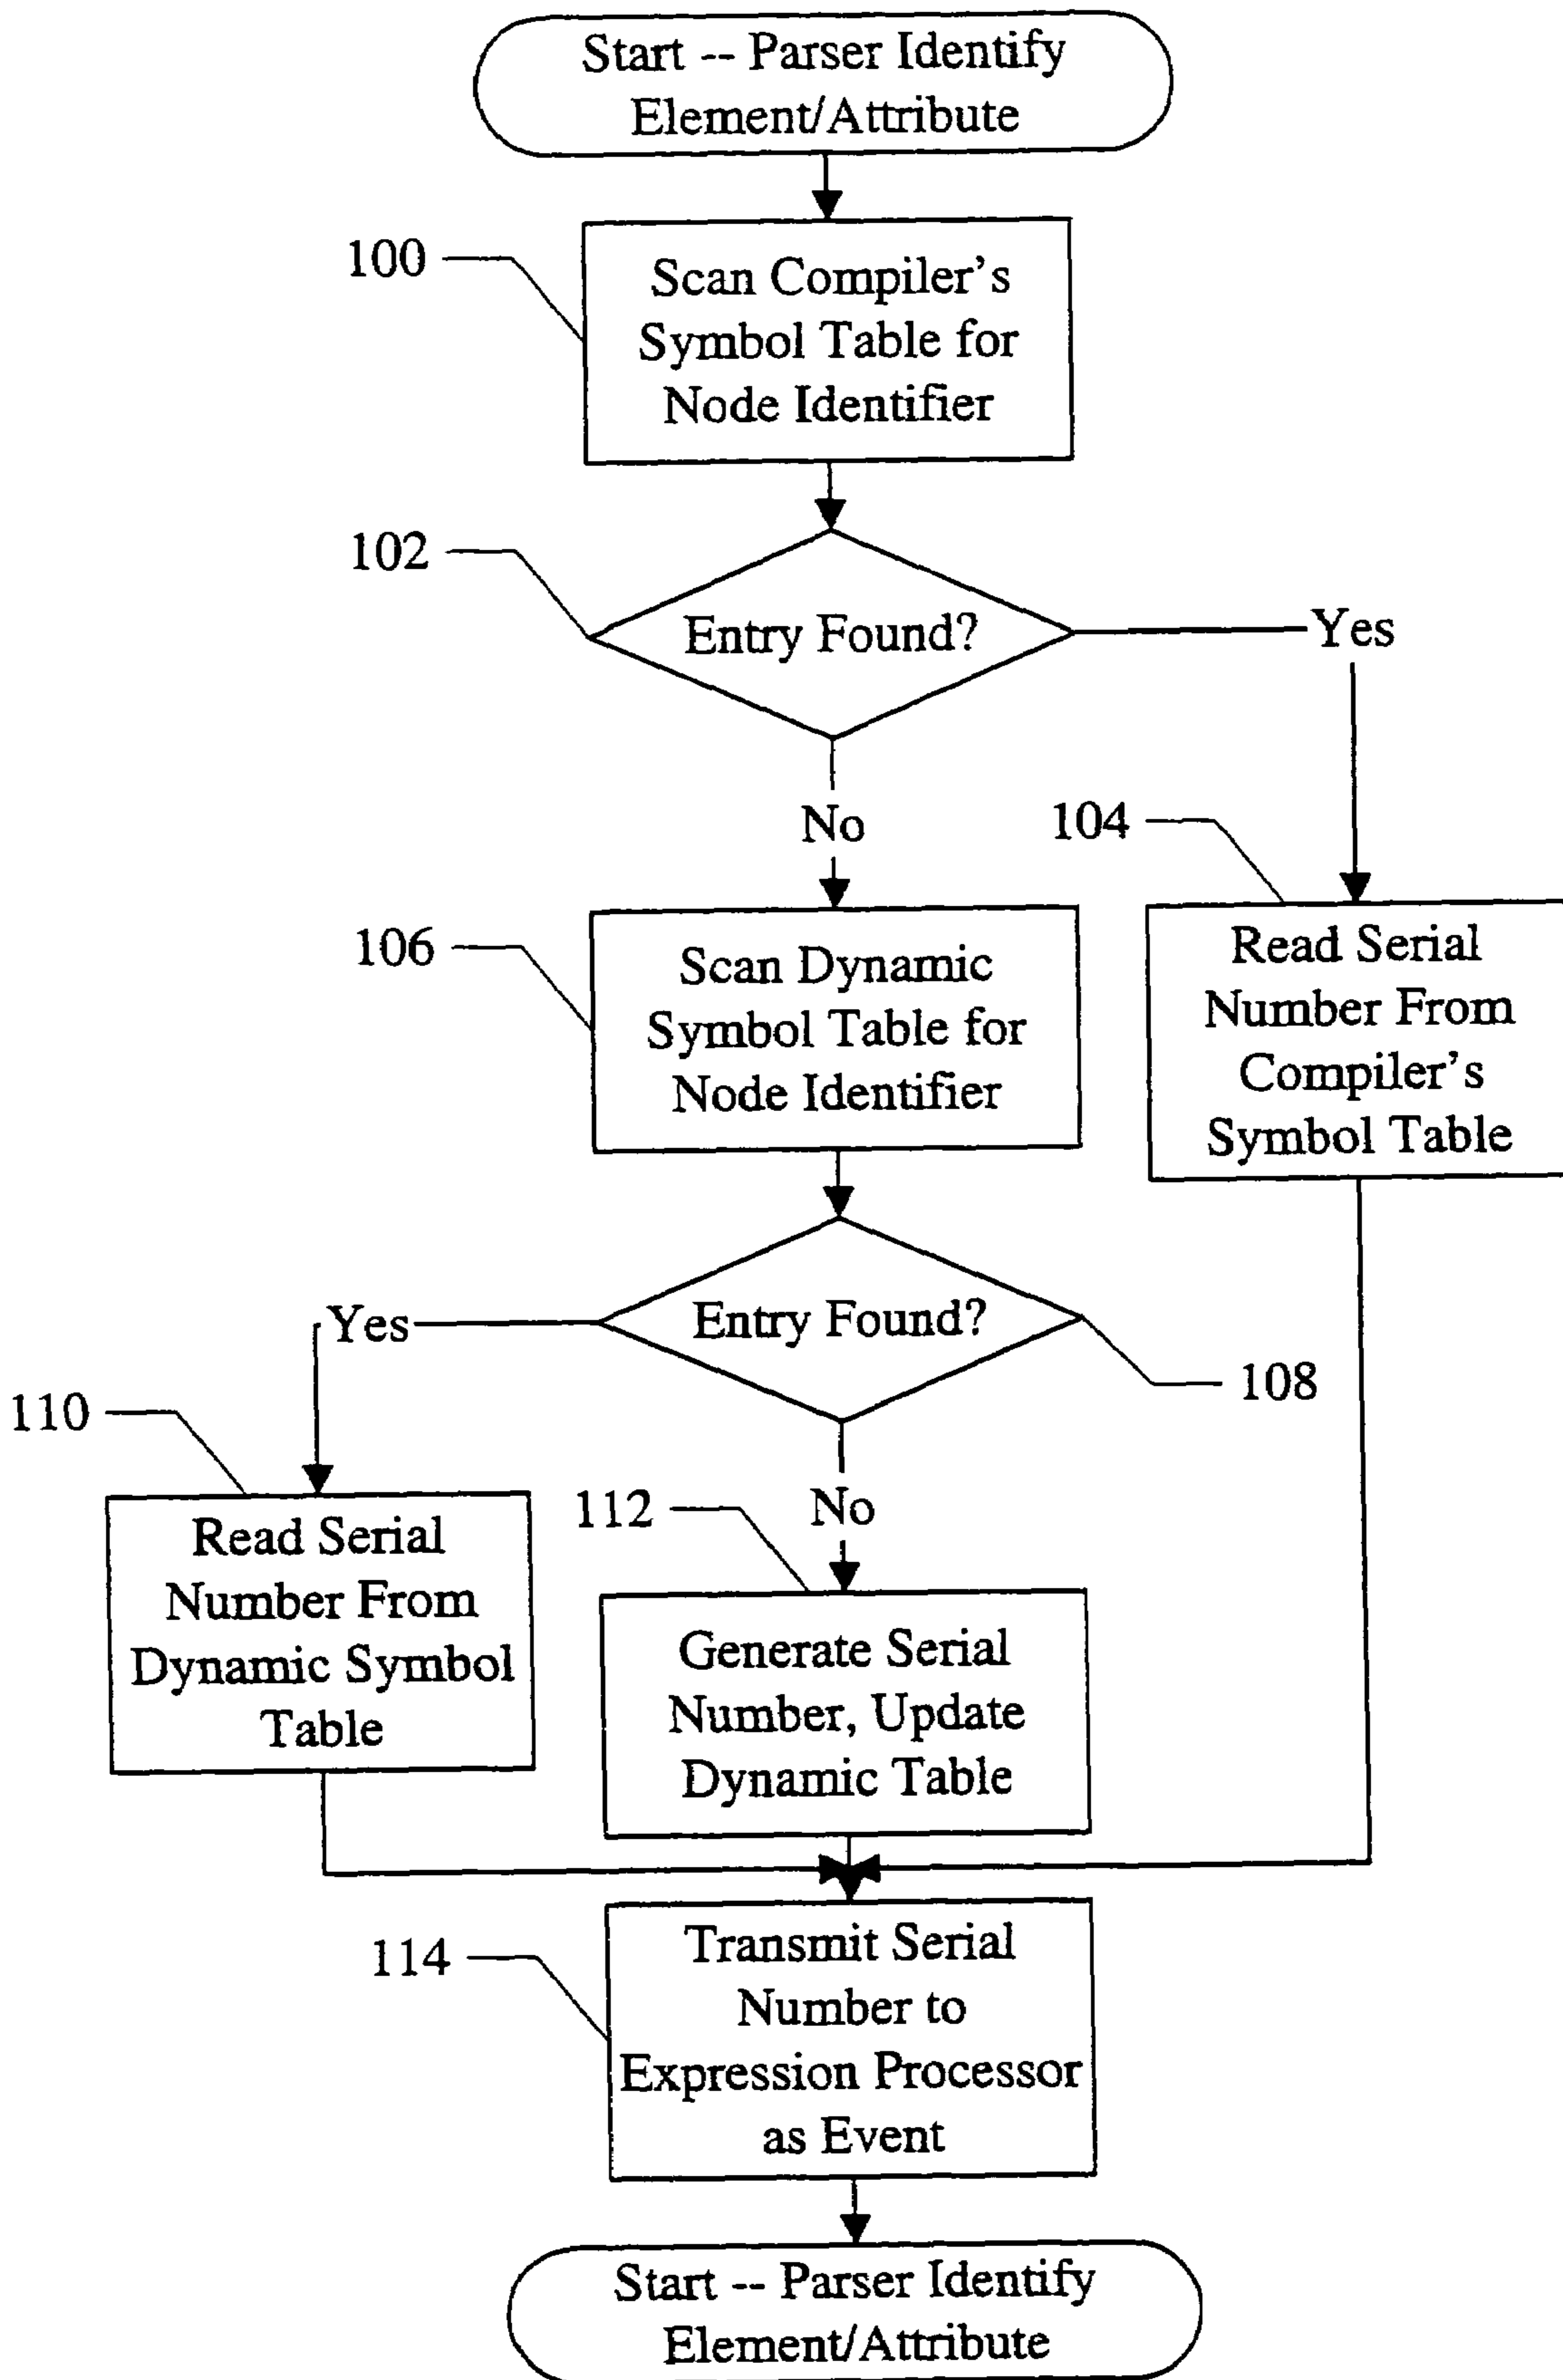 Start -- Parser Identify
Element/Attribute
100
Scan Compiler's
Symbol Table for
Node Identifier
102
Entry Found?
Yes
No
104
Read Serial
Number From
Compiler's
Symbol Table
106
Scan Dynamic
Symbol Table for
Node Identifier
Entry Found?
Yes
108
110
No
112
Read Serial
Number From
Dynamic Symbol
Table
Generate Serial
Number, Update
Dynamic Table
114
Transmit Serial
Number to
Expression Processor
as Event
Start -- Parser Identify
Element/Attribute